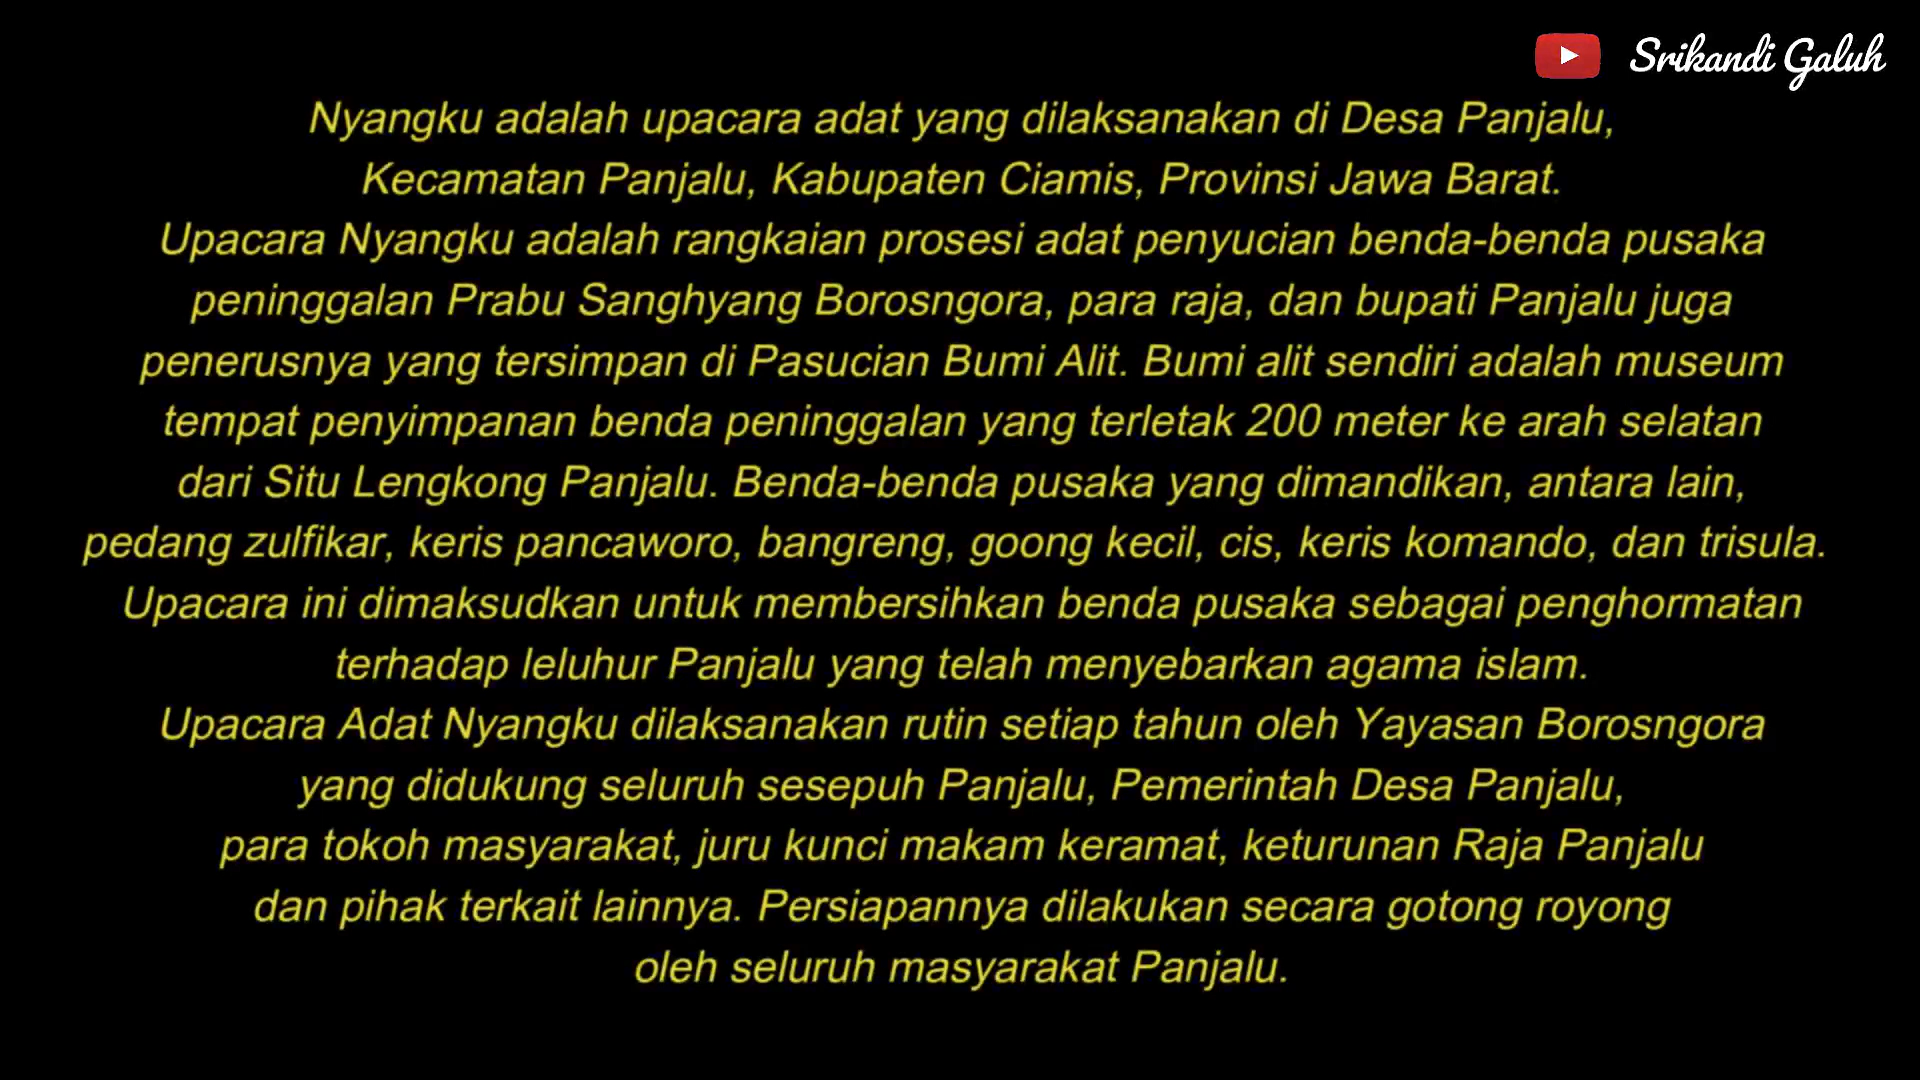 Srikandi Galuh
Nyangku adalah upacara adat yang dilaksanakan di Desa Panjalu,
Kecamatan Panjalu, Kabupaten Ciamis, Provinsi Jawa Barat.
Upacara Nyangku adalah rangkaian prosesi adat penyucian benda-benda pusaka
peninggalan Prabu Sanghyang Borosngora, para raja, dan bupati Panjalu juga
penerusnya yang tersimpan di Pasucian Bumi Alit. Bumi alit sendiri adalah museum
tempat penyimpanan benda peninggalan yang terletak 200 meter ke arah selatan
dari Situ Lengkong Panjalu. Benda-benda pusaka yang dimandikan, antara lain,
pedang zulfikar, keris pancaworo, bangreng, goong kecil, cis, keris komando, dan trisula.
Upacara ini dimaksudkan untuk membersihkan benda pusaka sebagai penghormatan
terhadap leluhur Panjalu yang telah menyebarkan agama islam.
Upacara Adat Nyangku dilaksanakan rutin setiap tahun oleh Yayasan Borosngora
yang didukung seluruh sesepuh Panjalu, Pemerintah Desa Panjalu,
para tokoh masyarakat, juru kunci makam keramat, keturunan Raja Panjalu
dan pihak terkait lainnya. Persiapannya dilakukan secara gotong royong
oleh seluruh masyarakat Panjalu.